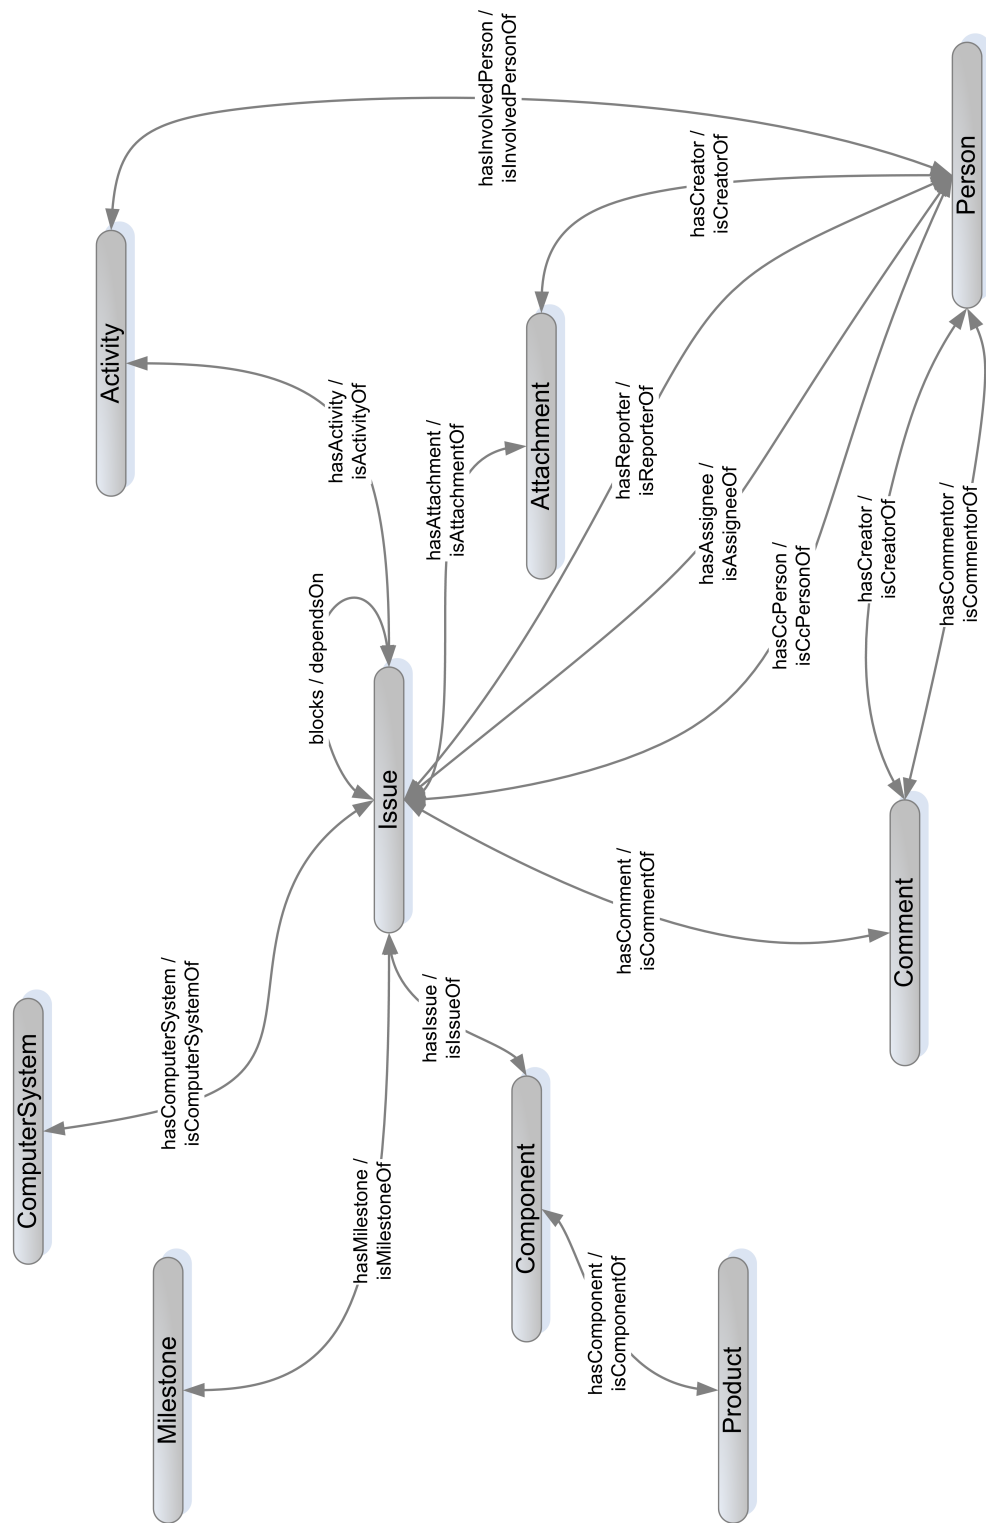 Milestone
ComputerSystem
hasComputerSystem /
isComputerSystemOf
hasMilestone /
isMilestoneOf
Product
hasComponent /
isComponentOf
Component
hasIssue /
isIssueOf
Issue
blocks / dependsOn
hasActivity /
isActivityOf
Activity
hasAttachment /
isAttachmentOf
Attachment
hasComment /
isCommentOf
Comment
hasReporter /
isReporterOf
hasAssignee /
isAssigneeOf
hasCcPerson /
isCcPersonOf
hasCreator /
isCreatorOf
hasCommentor /
isCommentorOf
hasCreator /
isCreatorOf
hasInvolvedPerson /
isInvolvedPersonOf
Person